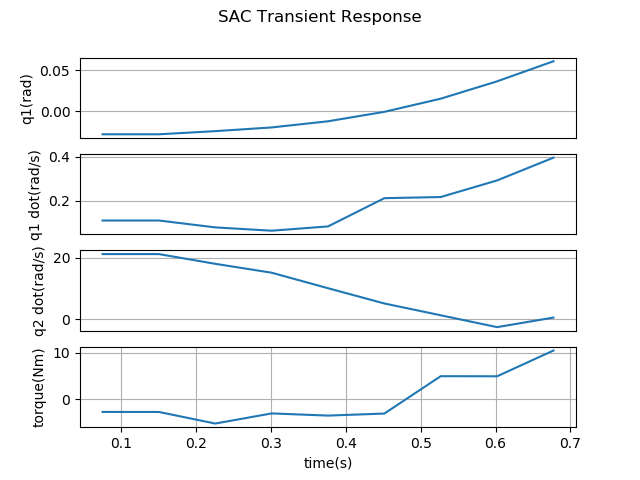 SAC Transient Response
q1(rad)
0.05
0.00
q1 dot(rad/s)
0.4
0.2
q2 dot(rad/s)
20
0
torque(Nm)
10
0
0.1 0.2 0.3 0.4 0.5 0.6 0.7
time(s)